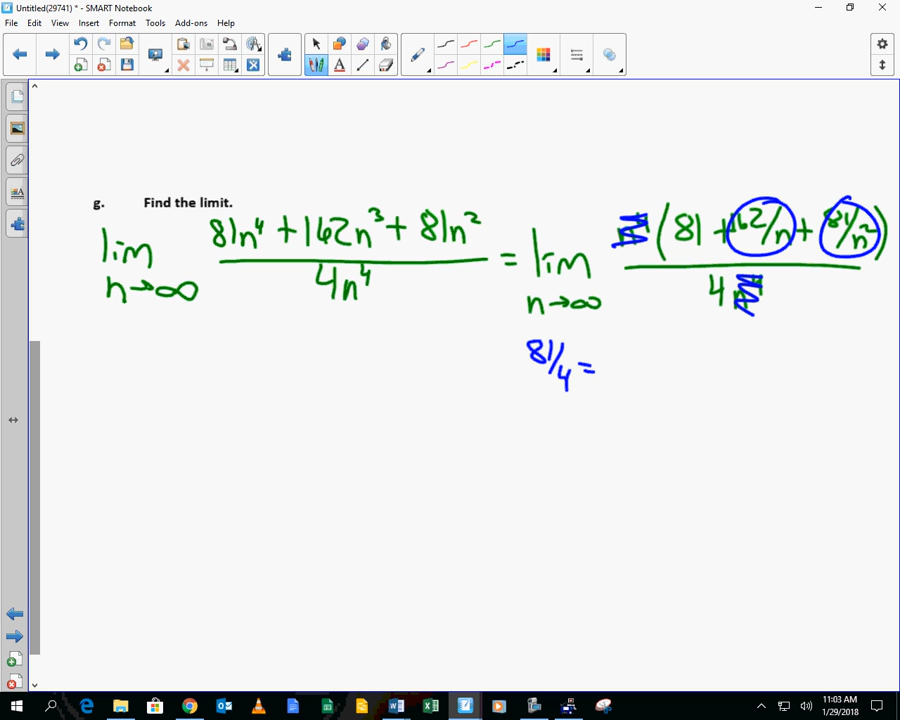 Untitled(29741) * - SMART Notebook
File Edit View Insert Format Tools Add-ons Help
g. Find the limit.
lim n→∞ (81n⁴ + 162n³ + 81n²) / 4n⁴ = lim n→∞ n⁴(81 + 162/n + 81/n²) / 4n⁴
81/4 =
11:03 AM
1/29/2018